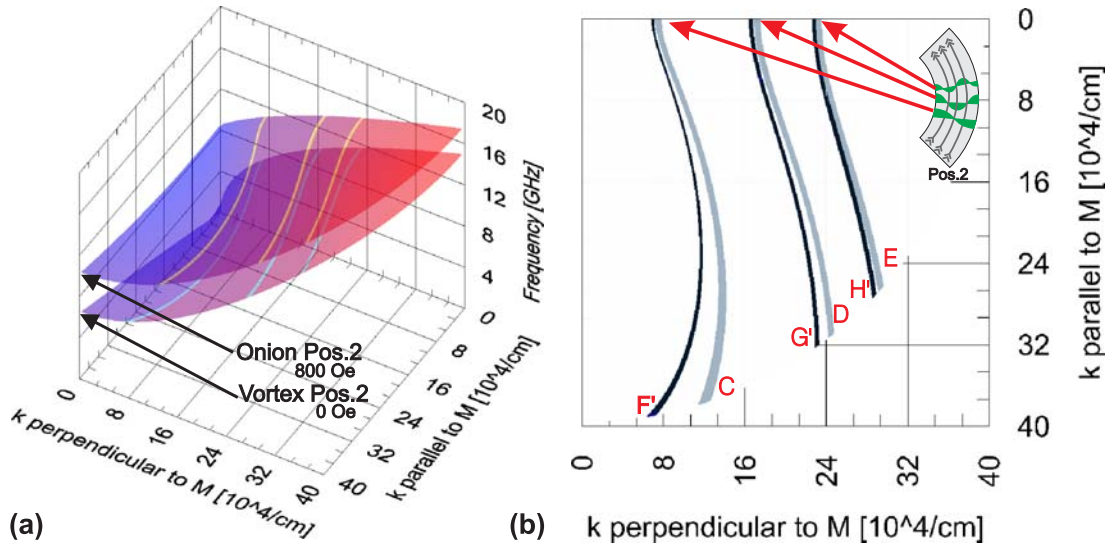 20
16
12
8
4
0
Frequency [GHz]
Onion Pos.2
800 Oe
Vortex Pos.2
0 Oe
0
8
16
24
32
40
k perpendicular to M [10^4/cm]
8
16
24
32
40
k parallel to M [10^4/cm]
(a)
(b)
0
8
16
24
32
40
k parallel to M [10^4/cm]
Pos.2
E
H'
D
G'
C
F'
0
8
16
24
32
40
k perpendicular to M [10^4/cm]